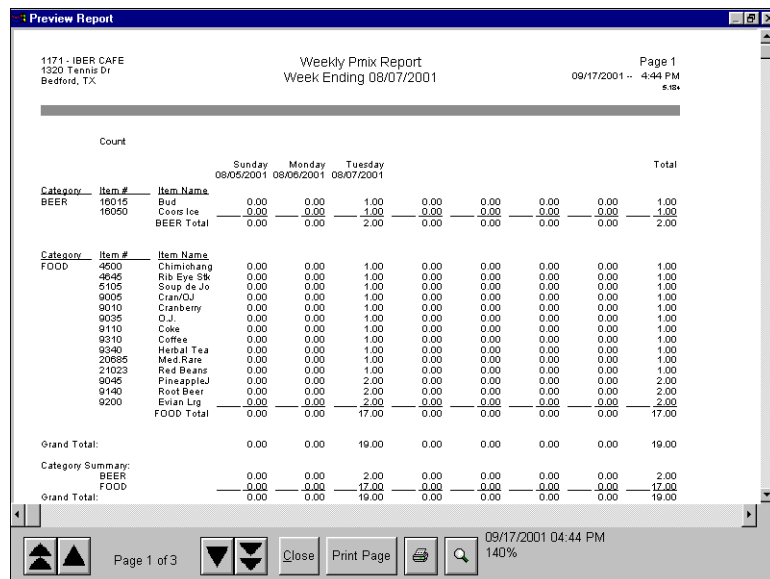 Preview Report
1171 - IBER CAFE Weekly Pmix Report Page 1
1320 Tennis Dr Week Ending 08/07/2001 09/17/2001 -- 4:44 PM
Bedford, TX 5.184
Count
Sunday Monday Tuesday Total
08/05/2001 08/06/2001 08/07/2001
Category Item # Item Name
BEER 16015 Bud 0.00 0.00 1.00 0.00 0.00 0.00 0.00 1.00
16050 Coors Ice 0.00 0.00 1.00 0.00 0.00 0.00 0.00 1.00
BEER Total 0.00 0.00 2.00 0.00 0.00 0.00 0.00 2.00
Category Item # Item Name
FOOD 4500 Chimichang 0.00 0.00 1.00 0.00 0.00 0.00 0.00 1.00
4645 Rib Eye Stk 0.00 0.00 1.00 0.00 0.00 0.00 0.00 1.00
5105 Soup de Jo 0.00 0.00 1.00 0.00 0.00 0.00 0.00 1.00
9005 Cran/OJ 0.00 0.00 1.00 0.00 0.00 0.00 0.00 1.00
9010 Cranberry 0.00 0.00 1.00 0.00 0.00 0.00 0.00 1.00
9035 O.J. 0.00 0.00 1.00 0.00 0.00 0.00 0.00 1.00
9110 Coke 0.00 0.00 1.00 0.00 0.00 0.00 0.00 1.00
9310 Coffee 0.00 0.00 1.00 0.00 0.00 0.00 0.00 1.00
9340 Herbal Tea 0.00 0.00 1.00 0.00 0.00 0.00 0.00 1.00
20685 Med.Rare 0.00 0.00 1.00 0.00 0.00 0.00 0.00 1.00
21023 Red Beans 0.00 0.00 1.00 0.00 0.00 0.00 0.00 1.00
9045 PineappleJ 0.00 0.00 2.00 0.00 0.00 0.00 0.00 2.00
9140 Root Beer 0.00 0.00 2.00 0.00 0.00 0.00 0.00 2.00
9200 Evian Lrg 0.00 0.00 2.00 0.00 0.00 0.00 0.00 2.00
FOOD Total 0.00 0.00 17.00 0.00 0.00 0.00 0.00 17.00
Grand Total: 0.00 0.00 19.00 0.00 0.00 0.00 0.00 19.00
Category Summary:
BEER 0.00 0.00 2.00 0.00 0.00 0.00 0.00 2.00
FOOD 0.00 0.00 17.00 0.00 0.00 0.00 0.00 17.00
Grand Total: 0.00 0.00 19.00 0.00 0.00 0.00 0.00 19.00
Page 1 of 3 Close Print Page 09/17/2001 04:44 PM
140%